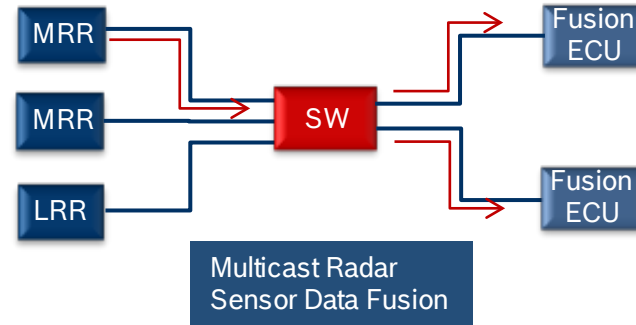 MRR
MRR
LRR
SW
Fusion
ECU
Fusion
ECU
Multicast Radar
Sensor Data Fusion